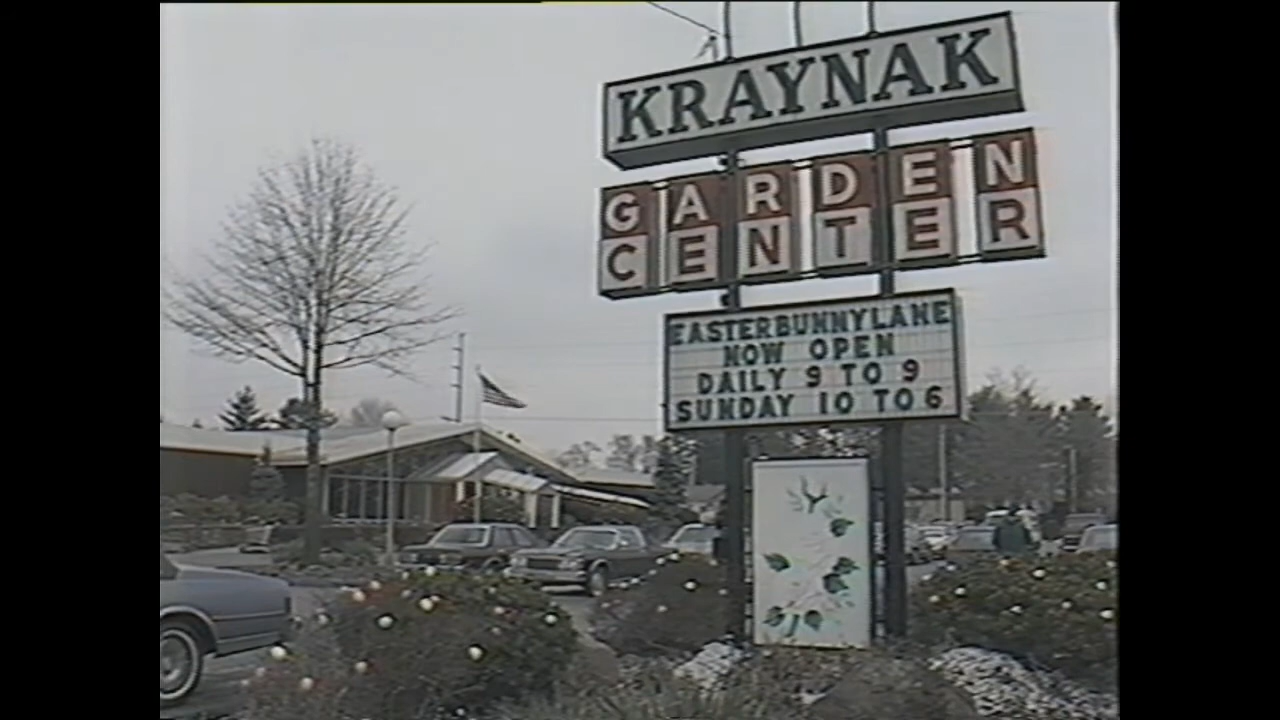 KRAYNAK
GARDEN
CENTER
EASTERBUNNYLANE
NOW OPEN
DAILY 9 TO 9
SUNDAY 10 TO 6